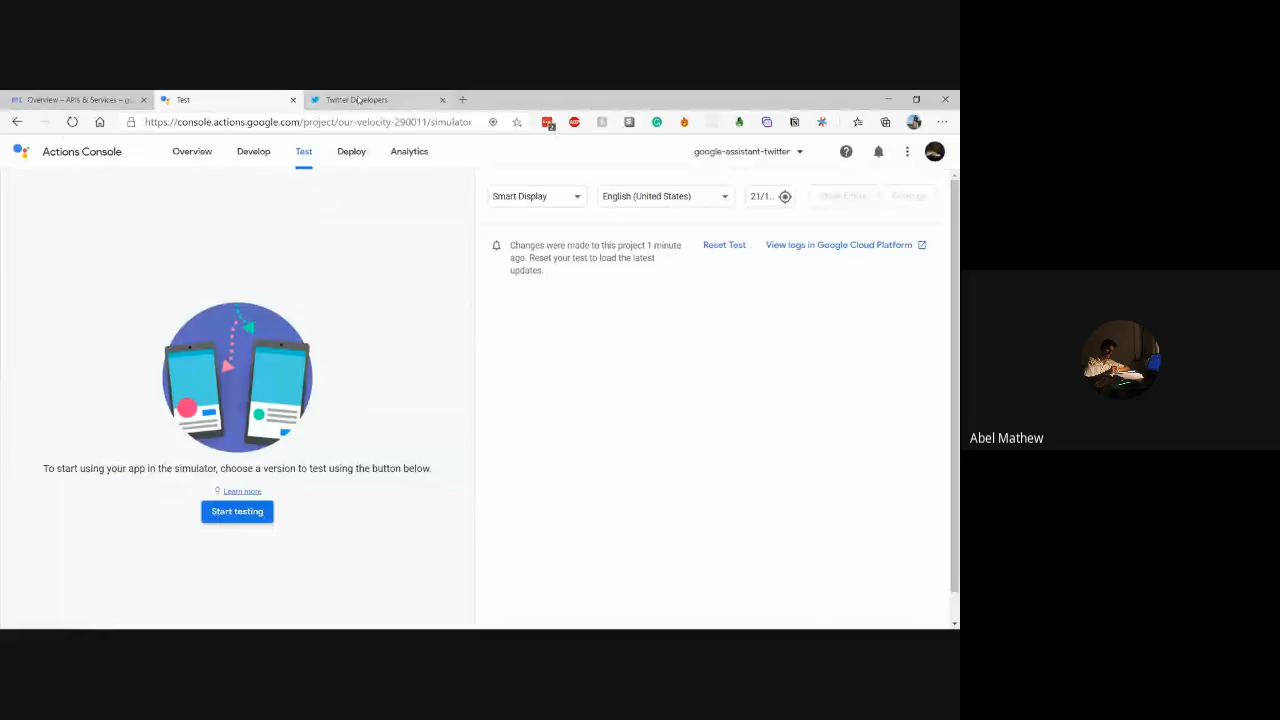 Overview – APIs & Services – g
Test
Twitter Developers
https://console.actions.google.com/project/our-velocity-290011/simulator
Actions Console
Overview
Develop
Test
Deploy
Analytics
google-assistant-twitter
Smart Display
English (United States)
21/1...
Changes were made to this project 1 minute
ago. Reset your test to load the latest
updates.
Reset Test
View logs in Google Cloud Platform
To start using your app in the simulator, choose a version to test using the button below.
Learn more
Start testing
Abel Mathew